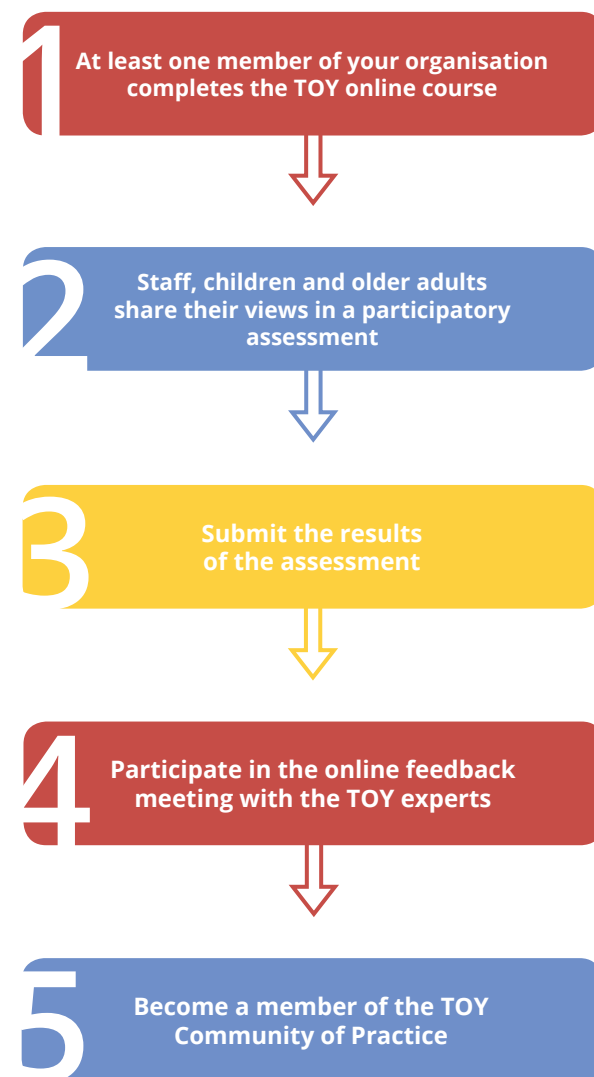 1
At least one member of your organisation
completes the TOY online course
2
Staff, children and older adults
share their views in a participatory
assessment
3
Submit the results
of the assessment
4
Participate in the online feedback
meeting with the TOY experts
5
Become a member of the TOY
Community of Practice